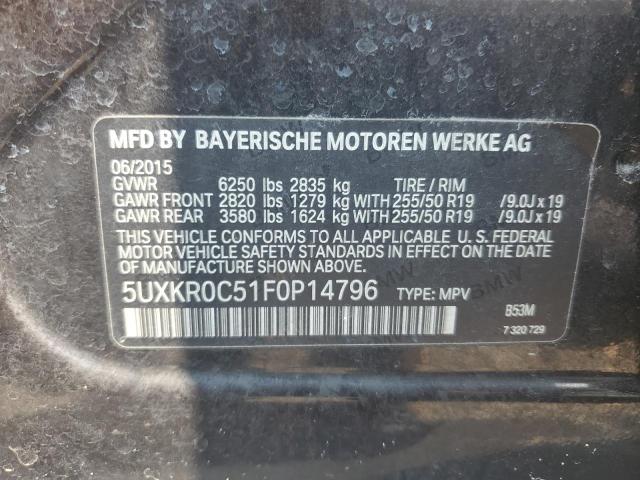 MFD BY BAYERISCHE MOTOREN WERKE AG
06/2015
GVWR 6250 lbs 2835 kg TIRE / RIM
GAWR FRONT 2820 lbs 1279 kg WITH 255/50 R19 /9.0J x 19
GAWR REAR 3580 lbs 1624 kg WITH 255/50 R19 /9.0J x 19
THIS VEHICLE CONFORMS TO ALL APPLICABLE U. S. FEDERAL
MOTOR VEHICLE SAFETY STANDARDS IN EFFECT ON THE
DATE OF MANUFACTURE SHOWN ABOVE.
5UXKR0C51F0P14796 TYPE: MPV
B53M
7 320 729